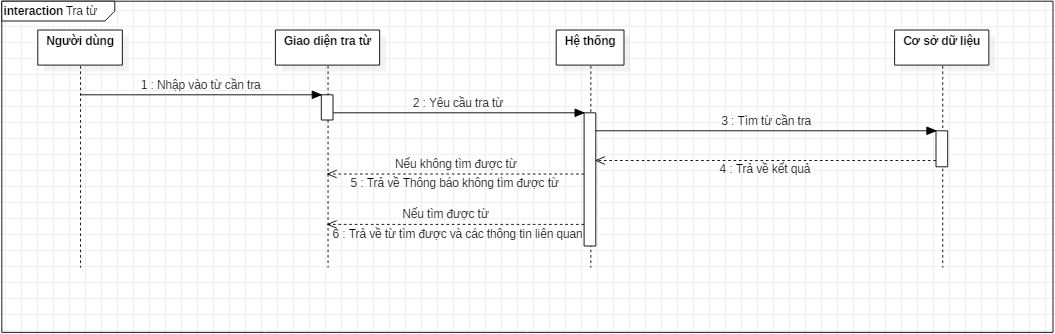 interaction Tra từ
Người dùng
Giao diện tra từ
Hệ thống
Cơ sở dữ liệu
1 : Nhập vào từ cần tra
2 : Yêu cầu tra từ
3 : Tìm từ cần tra
Nếu không tìm được từ
4 : Trả về kết quả
5 : Trả về Thông báo không tìm được từ
Nếu tìm được từ
6 : Trả về từ tìm được và các thông tin liên quan